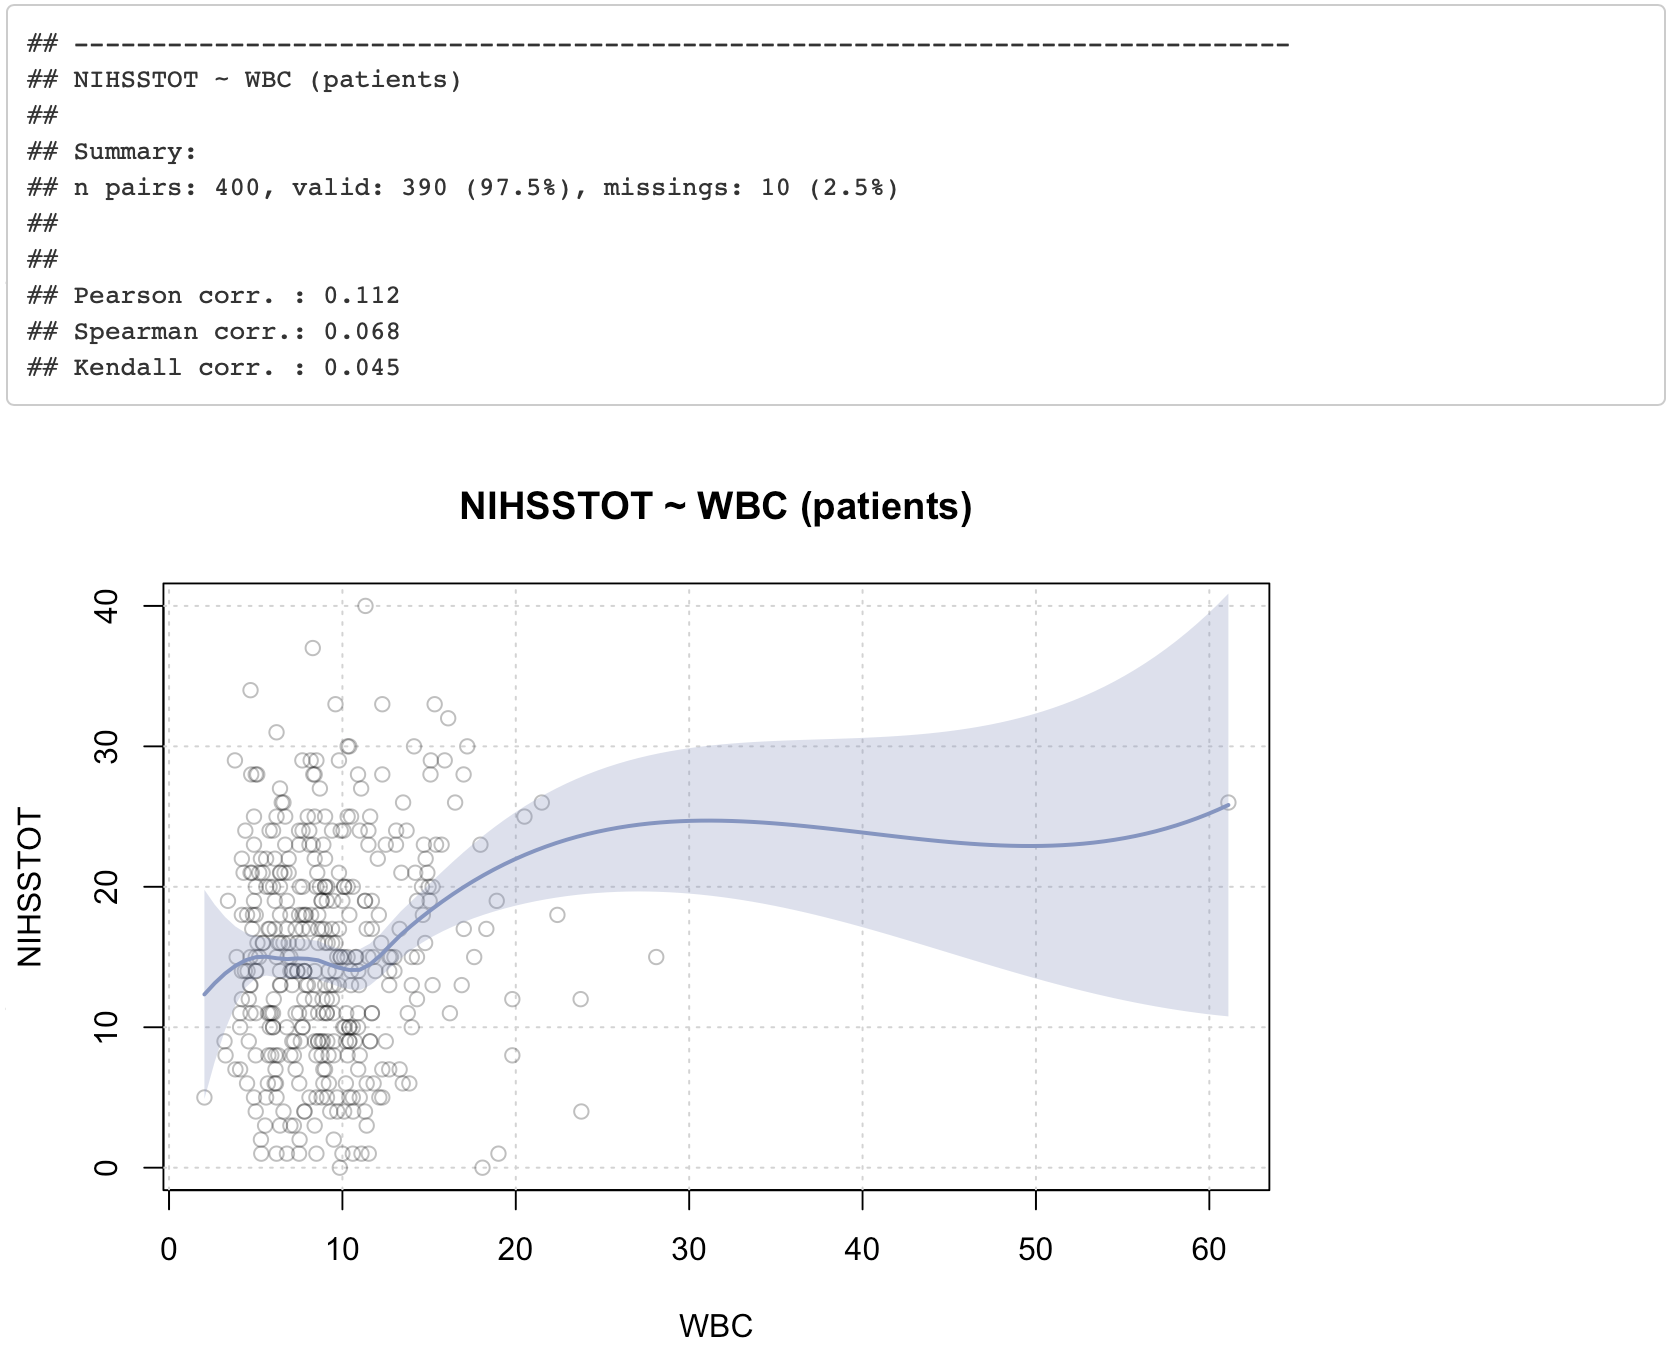 ## ------------------------------------------------------------------------------
## NIHSSTOT ~ WBC (patients)
##
## Summary:
## n pairs: 400, valid: 390 (97.5%), missings: 10 (2.5%)
##
##
## Pearson corr. : 0.112
## Spearman corr.: 0.068
## Kendall corr. : 0.045
NIHSSTOT ~ WBC (patients)
NIHSSTOT
40
30
20
10
0
0 10 20 30 40 50 60
WBC